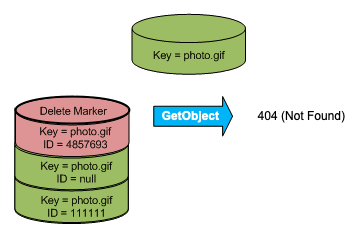 Key = photo.gif
Delete Marker
Key = photo.gif
ID = 4857693
Key = photo.gif
ID = null
Key = photo.gif
ID = 111111
GetObject
404 (Not Found)